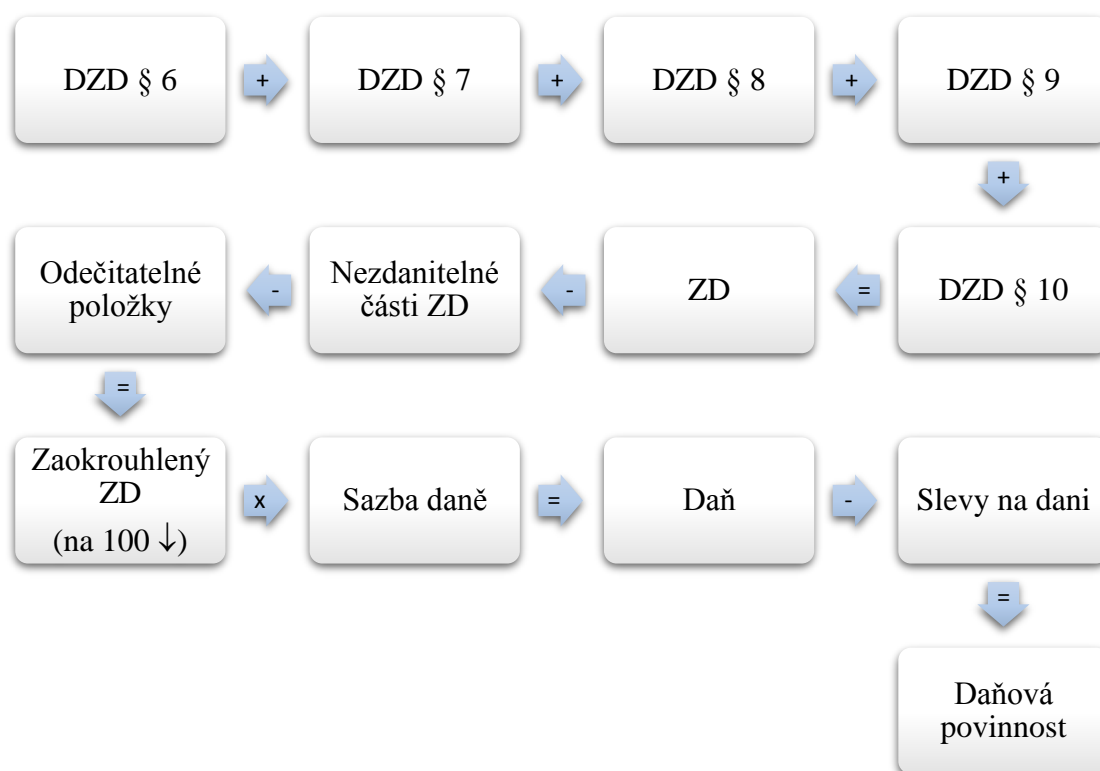 DZD § 6
+
DZD § 7
+
DZD § 8
+
DZD § 9
+
DZD § 10
=
ZD
-
Nezdanitelné
části ZD
-
Odečitatelné
položky
=
Zaokrouhlený
ZD
(na 100 ↓)
x
Sazba daně
=
Daň
-
Slevy na dani
=
Daňová
povinnost